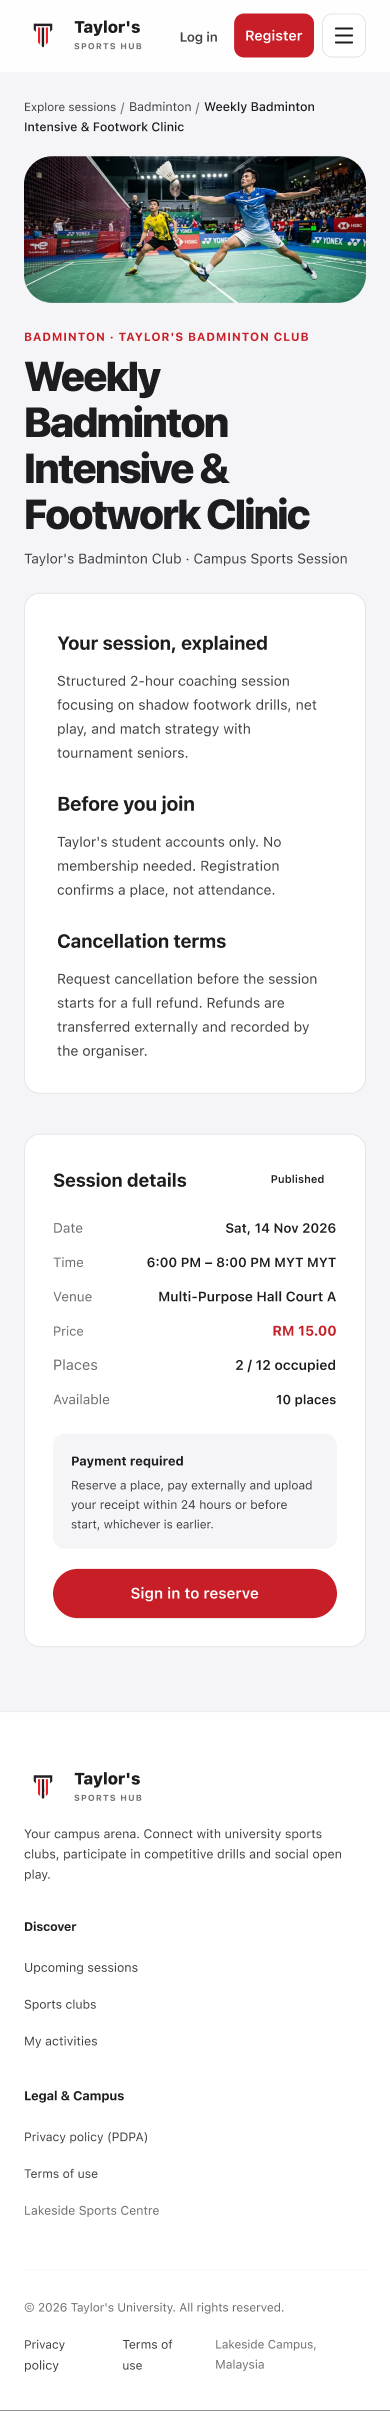 Taylor's
SPORTS HUB
Log in
Register
Explore sessions / Badminton / Weekly Badminton
Intensive & Footwork Clinic
YONEX
YONEX
YONEX
HSBC
BADMINTON · TAYLOR'S BADMINTON CLUB
Weekly
Badminton
Intensive &
Footwork Clinic
Taylor's Badminton Club · Campus Sports Session
Your session, explained
Structured 2-hour coaching session
focusing on shadow footwork drills, net
play, and match strategy with
tournament seniors.
Before you join
Taylor's student accounts only. No
membership needed. Registration
confirms a place, not attendance.
Cancellation terms
Request cancellation before the session
starts for a full refund. Refunds are
transferred externally and recorded by
the organiser.
Session details
Published
Date
Sat, 14 Nov 2026
Time
6:00 PM – 8:00 PM MYT MYT
Venue
Multi-Purpose Hall Court A
Price
RM 15.00
Places
2 / 12 occupied
Available
10 places
Payment required
Reserve a place, pay externally and upload
your receipt within 24 hours or before
start, whichever is earlier.
Sign in to reserve
Taylor's
SPORTS HUB
Your campus arena. Connect with university sports
clubs, participate in competitive drills and social open
play.
Discover
Upcoming sessions
Sports clubs
My activities
Legal & Campus
Privacy policy (PDPA)
Terms of use
Lakeside Sports Centre
© 2026 Taylor's University. All rights reserved.
Privacy
policy
Terms of
use
Lakeside Campus,
Malaysia